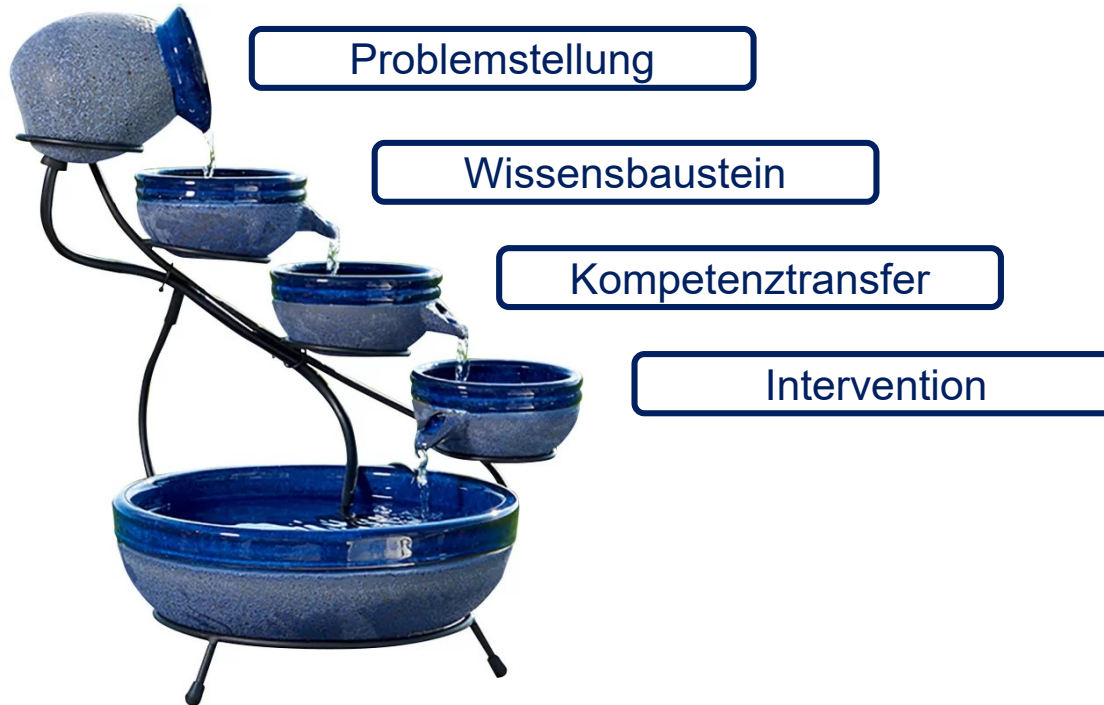 Problemstellung
Wissensbaustein
Kompetenztransfer
Intervention